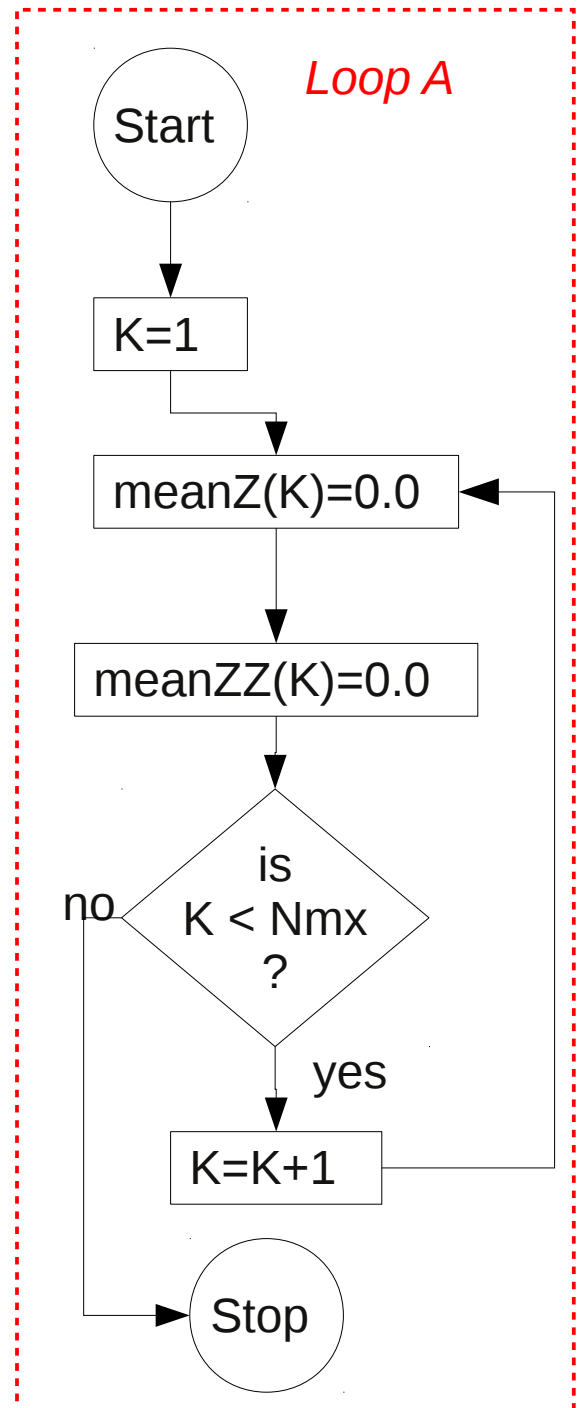 Loop A
Start
K=1
meanZ(K)=0.0
meanZZ(K)=0.0
is
K < Nmx
?
no
yes
K=K+1
Stop